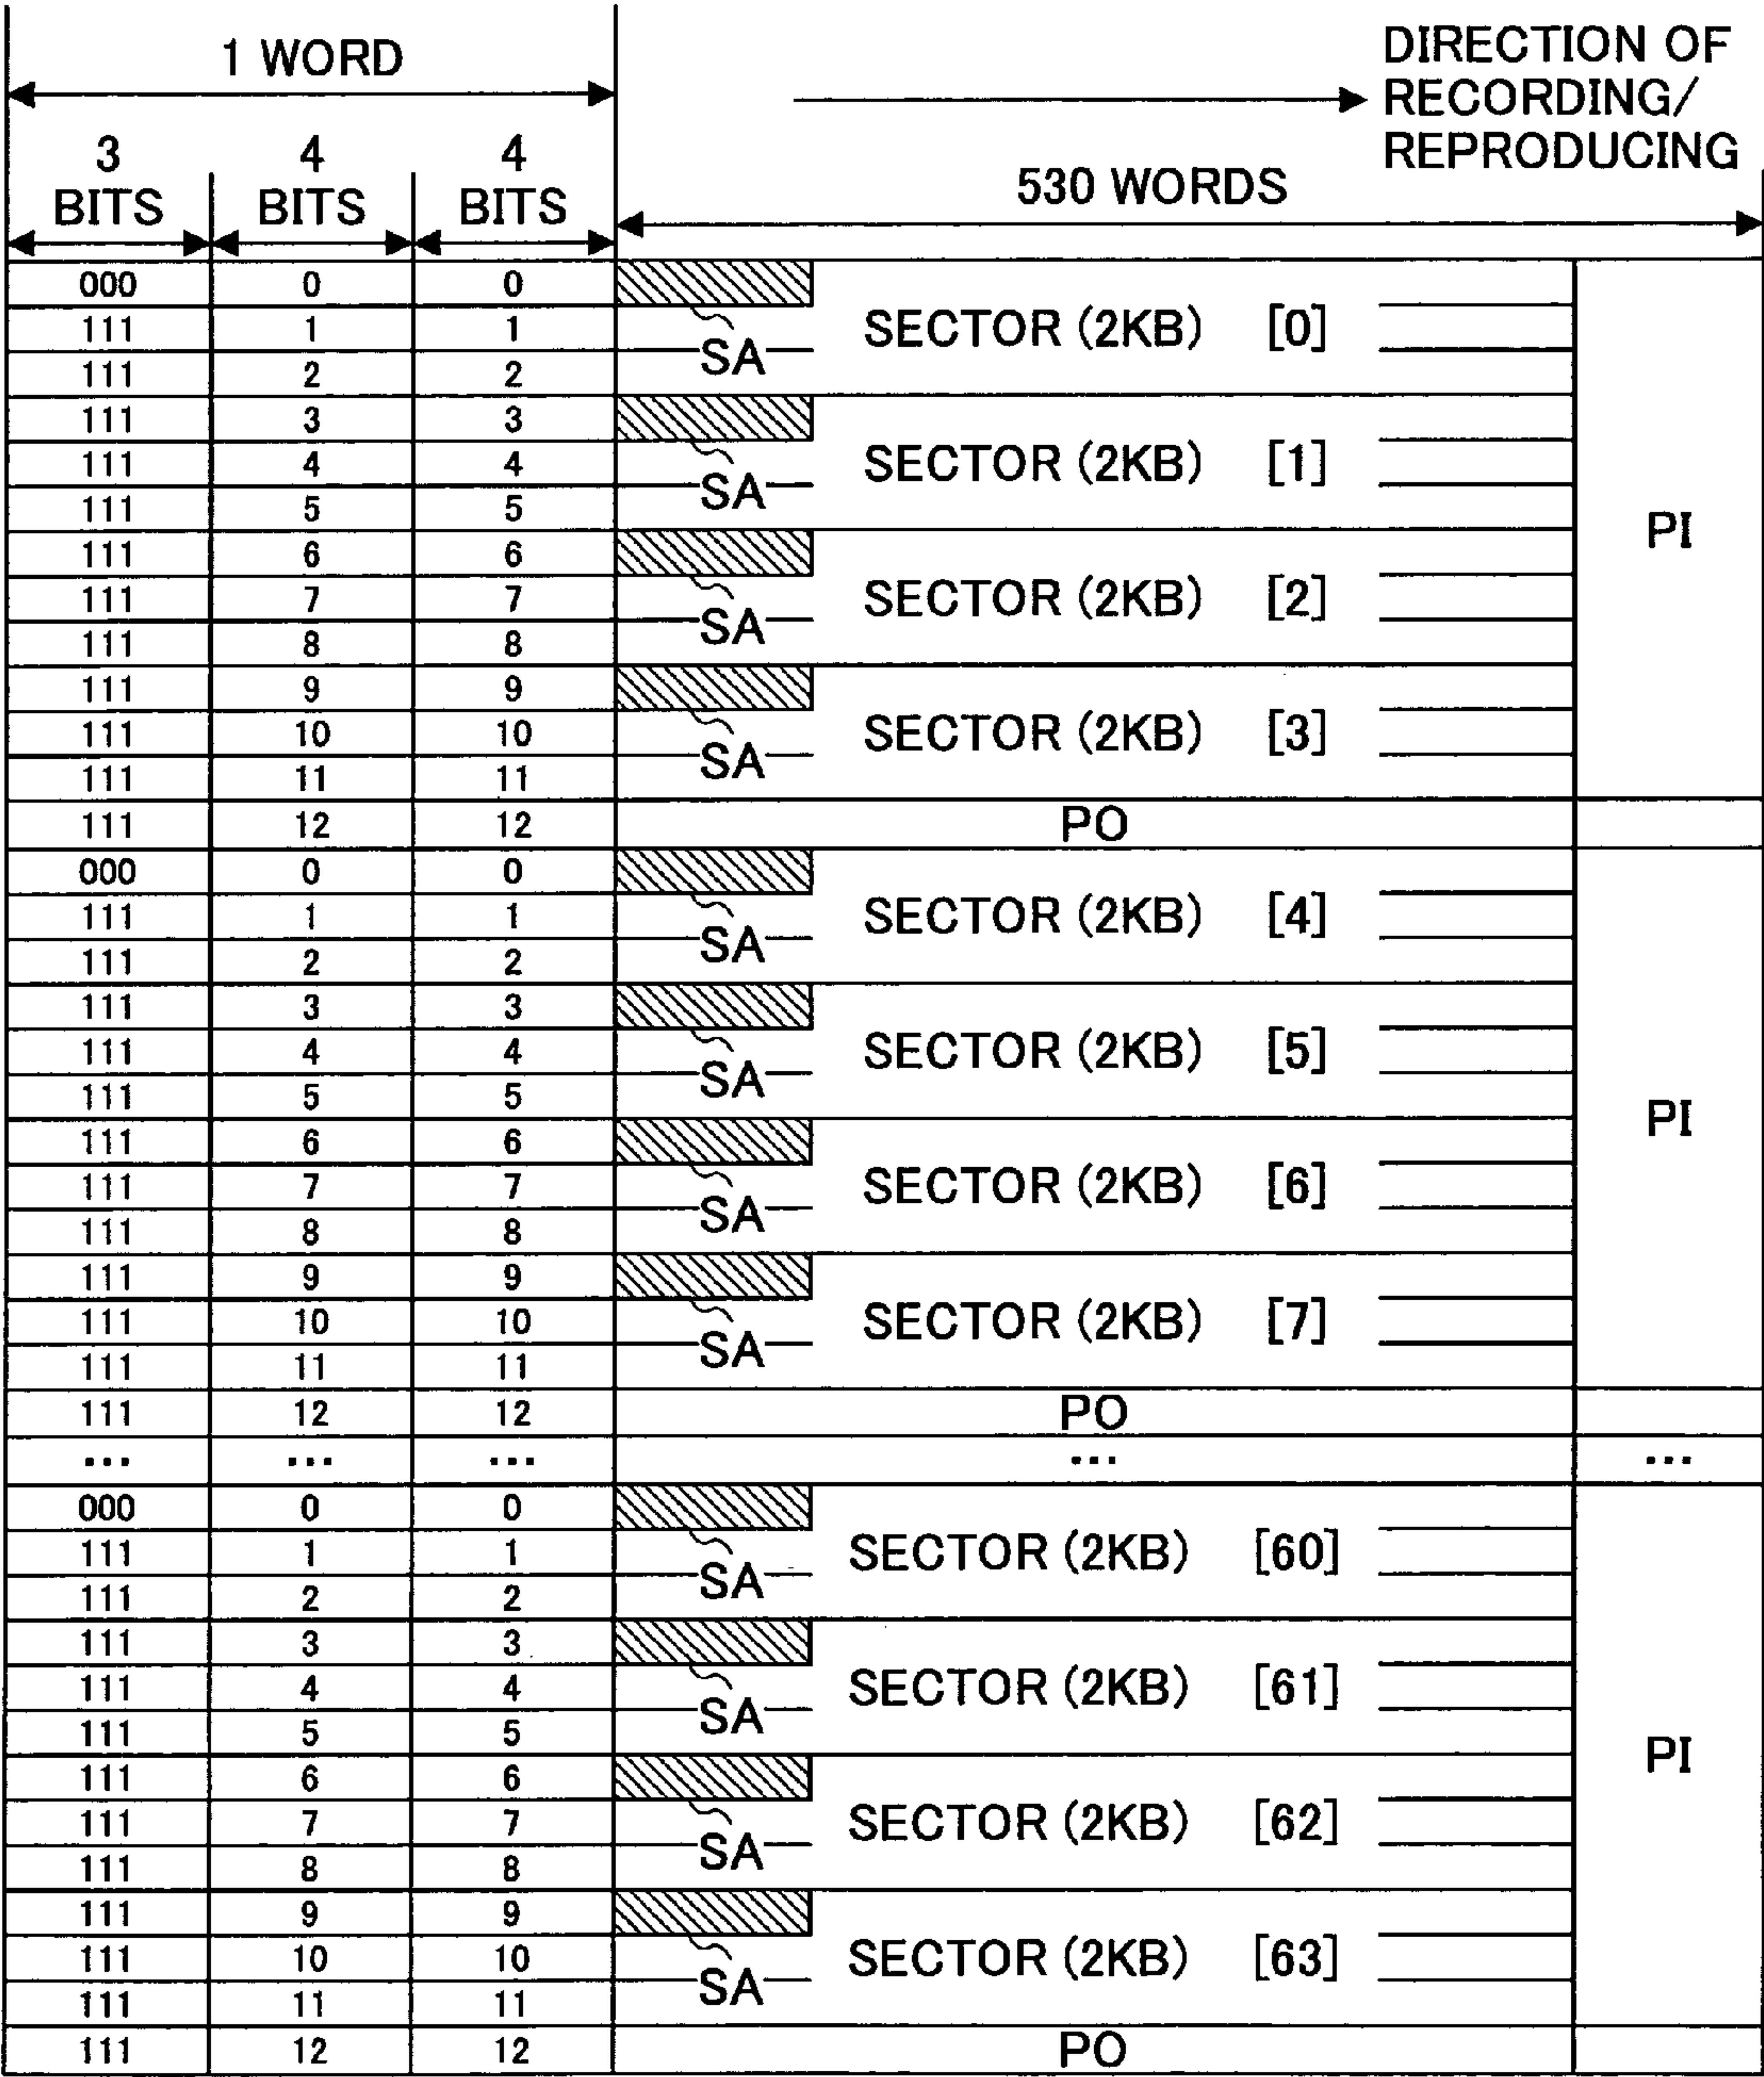 1 WORD
DIRECTION OF
RECORDING/
REPRODUCING
3
BITS
4
BITS
4
BITS
530 WORDS
000 0 0
111 1 1 SA SECTOR (2KB) [0]
111 2 2
111 3 3
111 4 4 SA SECTOR (2KB) [1]
111 5 5 PI
111 6 6
111 7 7 SA SECTOR (2KB) [2]
111 8 8
111 9 9
111 10 10 SA SECTOR (2KB) [3]
111 11 11
111 12 12 PO
000 0 0
111 1 1 SA SECTOR (2KB) [4]
111 2 2
111 3 3
111 4 4 SA SECTOR (2KB) [5]
111 5 5 PI
111 6 6
111 7 7 SA SECTOR (2KB) [6]
111 8 8
111 9 9
111 10 10 SA SECTOR (2KB) [7]
111 11 11
111 12 12 PO
... ... ... ... ...
000 0 0
111 1 1 SA SECTOR (2KB) [60]
111 2 2
111 3 3
111 4 4 SA SECTOR (2KB) [61]
111 5 5 PI
111 6 6
111 7 7 SA SECTOR (2KB) [62]
111 8 8
111 9 9
111 10 10 SA SECTOR (2KB) [63]
111 11 11
111 12 12 PO